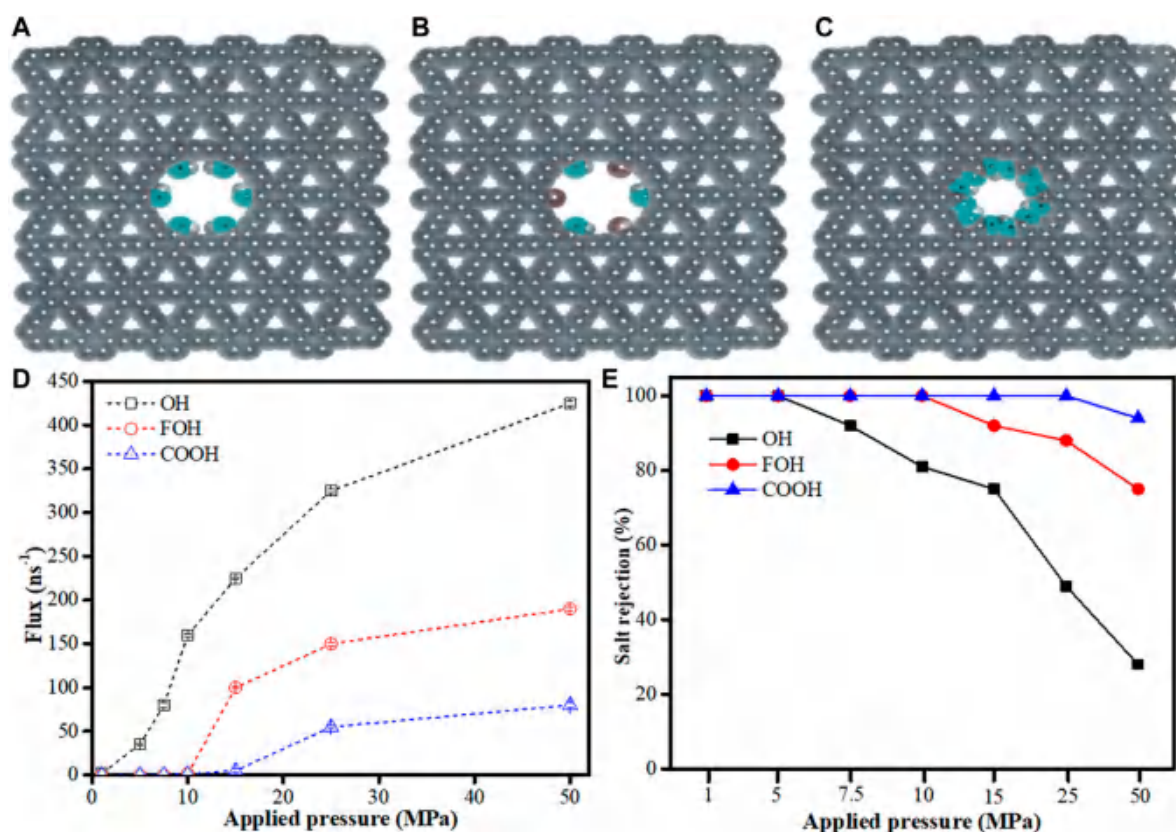 A
B
C
D
450
400
350
300
250
200
150
100
50
0
Flux (ns⁻¹)
OH
FOH
COOH
0
10
20
30
40
50
Applied pressure (MPa)
E
100
80
60
40
20
0
Salt rejection (%)
OH
FOH
COOH
1
5
7.5
10
15
25
50
Applied pressure (MPa)